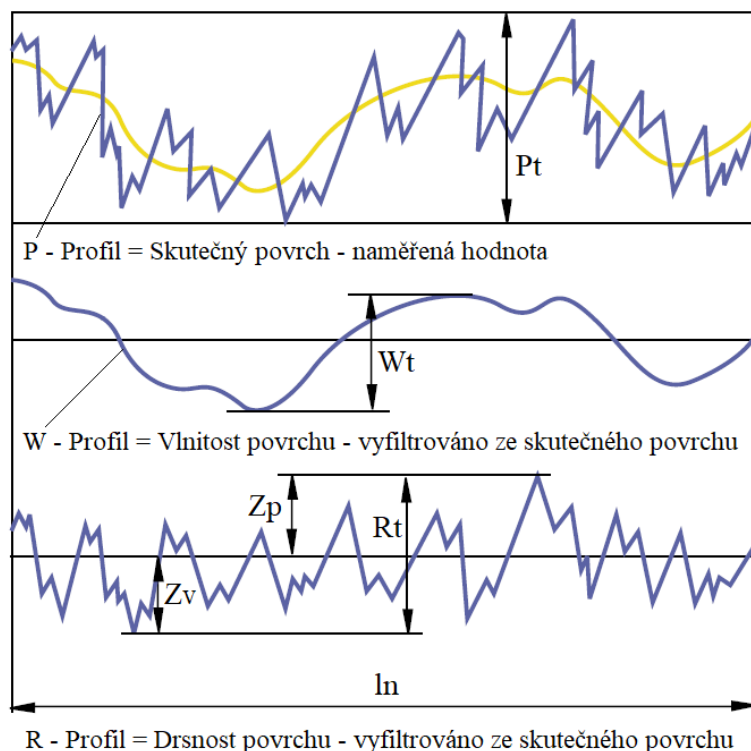 Pt
P - Profil = Skutečný povrch - naměřená hodnota
Wt
W - Profil = Vlnitost povrchu - vyfiltrováno ze skutečného povrchu
Zp
Rt
Zv
ln
R - Profil = Drsnost povrchu - vyfiltrováno ze skutečného povrchu